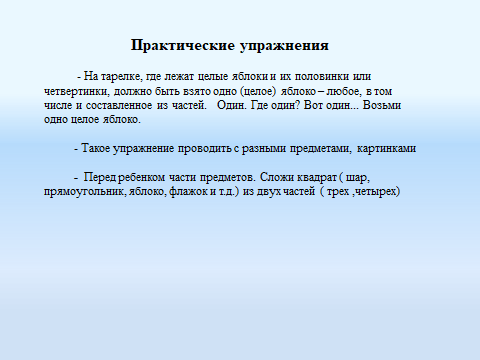 Практические упражнения
- На тарелке, где лежат целые яблоки и их половинки или
четвертинки, должно быть взято одно (целое) яблоко – любое, в том
числе и составленное из частей. Один. Где один? Вот один... Возьми
одно целое яблоко.
- Такое упражнение проводить с разными предметами, картинками
- Перед ребенком части предметов. Сложи квадрат ( шар,
прямоугольник, яблоко, флажок и т.д.) из двух частей ( трех ,четырех)